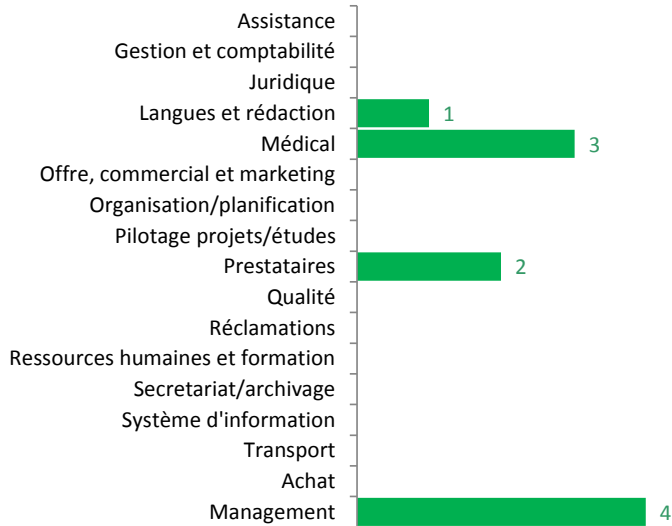 Assistance
Gestion et comptabilité
Juridique
Langues et rédaction 1
Médical 3
Offre, commercial et marketing
Organisation/planification
Pilotage projets/études
Prestataires 2
Qualité
Réclamations
Ressources humaines et formation
Secretariat/archivage
Système d'information
Transport
Achat
Management 4